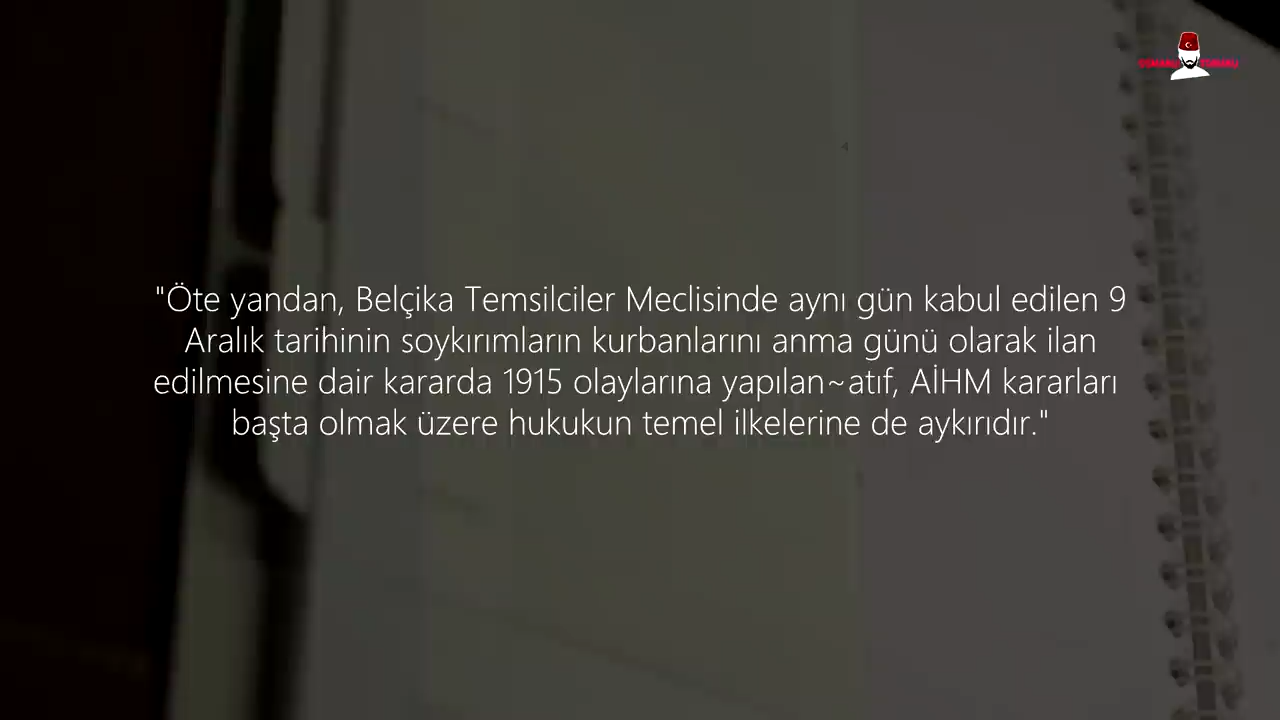 "Öte yandan, Belçika Temsilciler Meclisinde aynı gün kabul edilen 9
Aralık tarihinin soykırımların kurbanlarını anma günü olarak ilan
edilmesine dair kararda 1915 olaylarına yapılan~atıf, AİHM kararları
başta olmak üzere hukukun temel ilkelerine de aykırıdır."